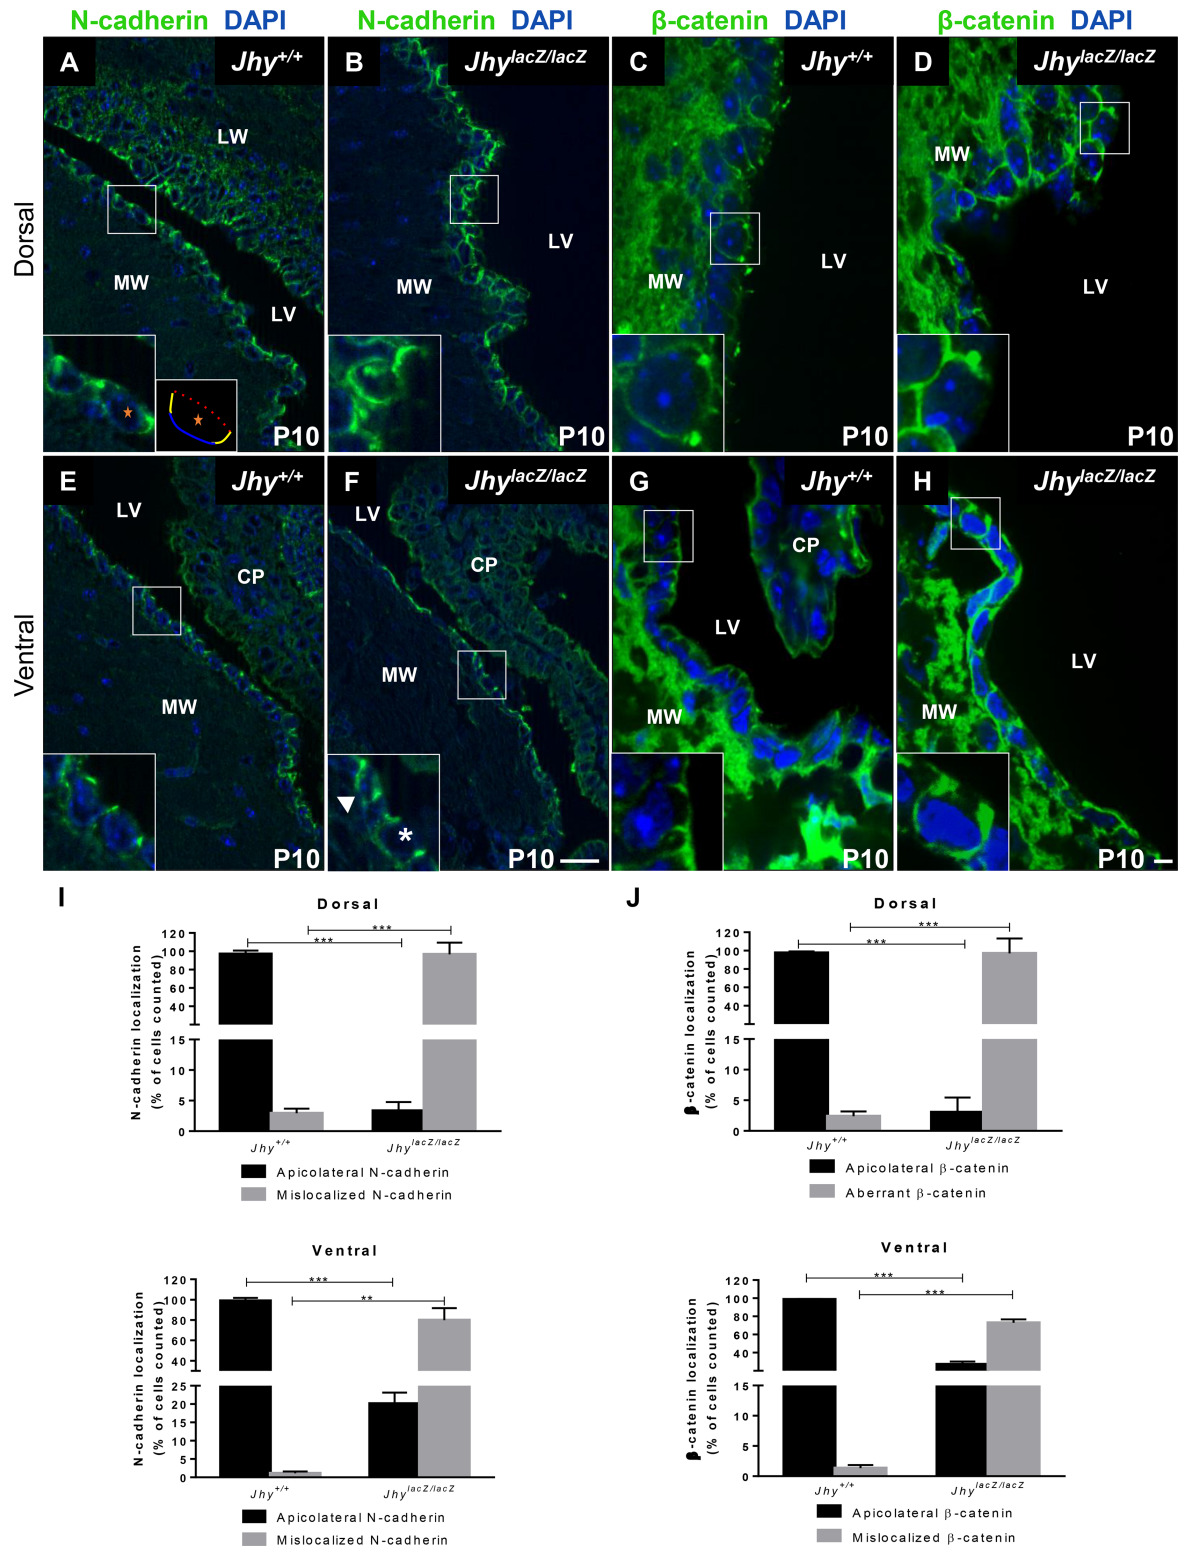 N-cadherin DAPI N-cadherin DAPI β-catenin DAPI β-catenin DAPI
A Jhy+/+ B JhylacZ/lacZ C Jhy+/+ D JhylacZ/lacZ
Dorsal
LW
MW
LV
P10
MW
LV
P10
MW
LV
P10
MW
LV
P10
E Jhy+/+ F JhylacZ/lacZ G Jhy+/+ H JhylacZ/lacZ
Ventral
LV
CP
MW
P10
LV
CP
MW
*
P10
CP
LV
MW
P10
LV
MW
P10
I
Dorsal
N-cadherin localization
(% of cells counted)
120
100
80
60
40
15
10
5
0
***
***
Jhy+/+ JhylacZ/lacZ
Apicolateral N-cadherin
Mislocalized N-cadherin
J
Dorsal
β-catenin localization
(% of cells counted)
120
100
80
60
40
15
10
5
0
***
***
Jhy+/+ JhylacZ/lacZ
Apicolateral β-catenin
Aberrant β-catenin
Ventral
N-cadherin localization
(% of cells counted)
120
100
80
60
40
25
20
15
10
5
0
***
**
Jhy+/+ JhylacZ/lacZ
Apicolateral N-cadherin
Mislocalized N-cadherin
Ventral
β-catenin localization
(% of cells counted)
120
100
80
60
40
15
10
5
0
***
***
Jhy+/+ JhylacZ/lacZ
Apicolateral β-catenin
Mislocalized β-catenin